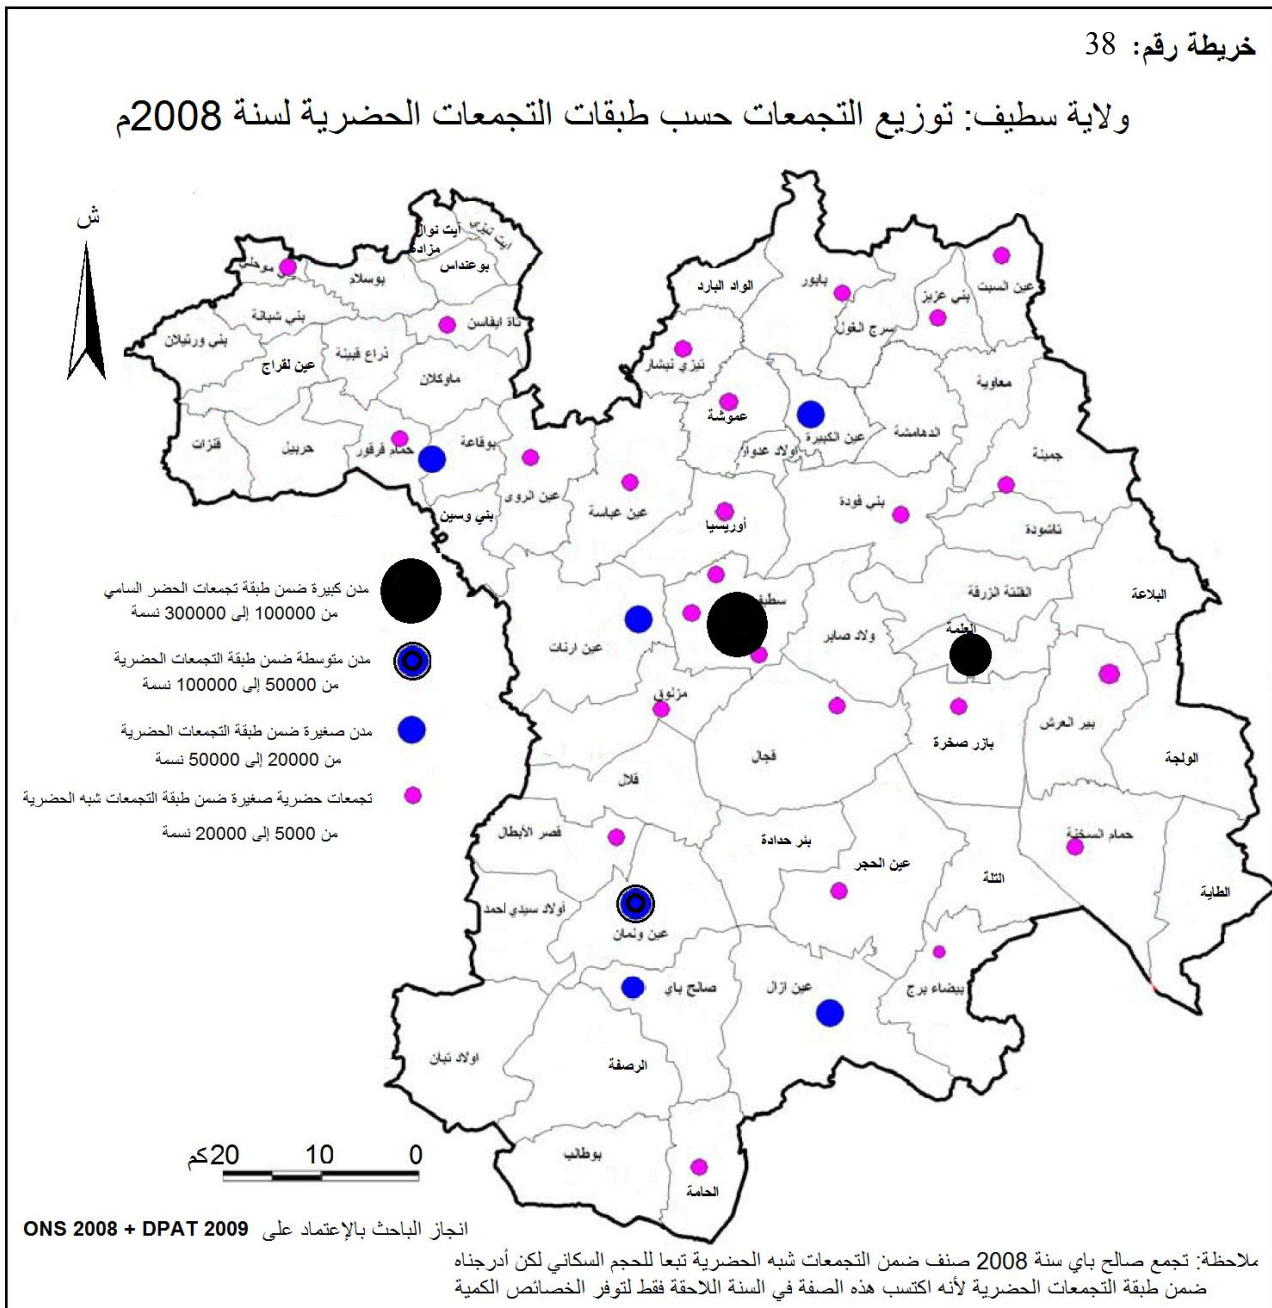 خريطة رقم: 38
ولاية سطيف: توزيع التجمعات حسب طبقات التجمعات الحضرية لسنة 2008م
ش
آيت نوال
مزادة
ايت تيزي
بوعنداس
بوسلام
بني شبانة
بني ورتيلان
عين لقراج
ذراع قبيلة
ماوكلان
قنزات
حربيل
حمام قرقور
بوقاعة
بني وسين
عين الروى
عين عباسة
الواد البارد
بابور
سرج الغول
بني عزيز
عين السبت
تيزي نبشار
عموشة
اولاد عدوان
عين الكبيرة
الدهامشة
معاوية
جميلة
تاشودة
بني فودة
أوريسيا
سطيف
عين ارنات
ولاد صابر
القلتة الزرقة
العلمة
البلاعة
مزلوق
قجال
بازر صخرة
بير العرش
الولجة
قلال
قصر الأبطال
بئر حدادة
عين الحجر
حمام السخنة
التلة
الطاية
أولاد سيدي احمد
عين ولمان
صالح باي
عين ازال
بيضاء برج
اولاد تبان
الرصفة
بوطالب
الحامة
مدن كبيرة ضمن طبقة تجمعات الحضر السامي
من 100000 إلى 300000 نسمة
مدن متوسطة ضمن طبقة التجمعات الحضرية
من 50000 إلى 100000 نسمة
مدن صغيرة ضمن طبقة التجمعات الحضرية
من 20000 إلى 50000 نسمة
تجمعات حضرية صغيرة ضمن طبقة التجمعات شبه الحضرية
من 5000 إلى 20000 نسمة
0 10 20كم
انجاز الباحث بالإعتماد على ONS 2008 + DPAT 2009
ملاحظة: تجمع صالح باي سنة 2008 صنف ضمن التجمعات شبه الحضرية تبعا للحجم السكاني لكن أدرجناه
ضمن طبقة التجمعات الحضرية لأنه اكتسب هذه الصفة في السنة اللاحقة فقط لتوفر الخصائص الكمية